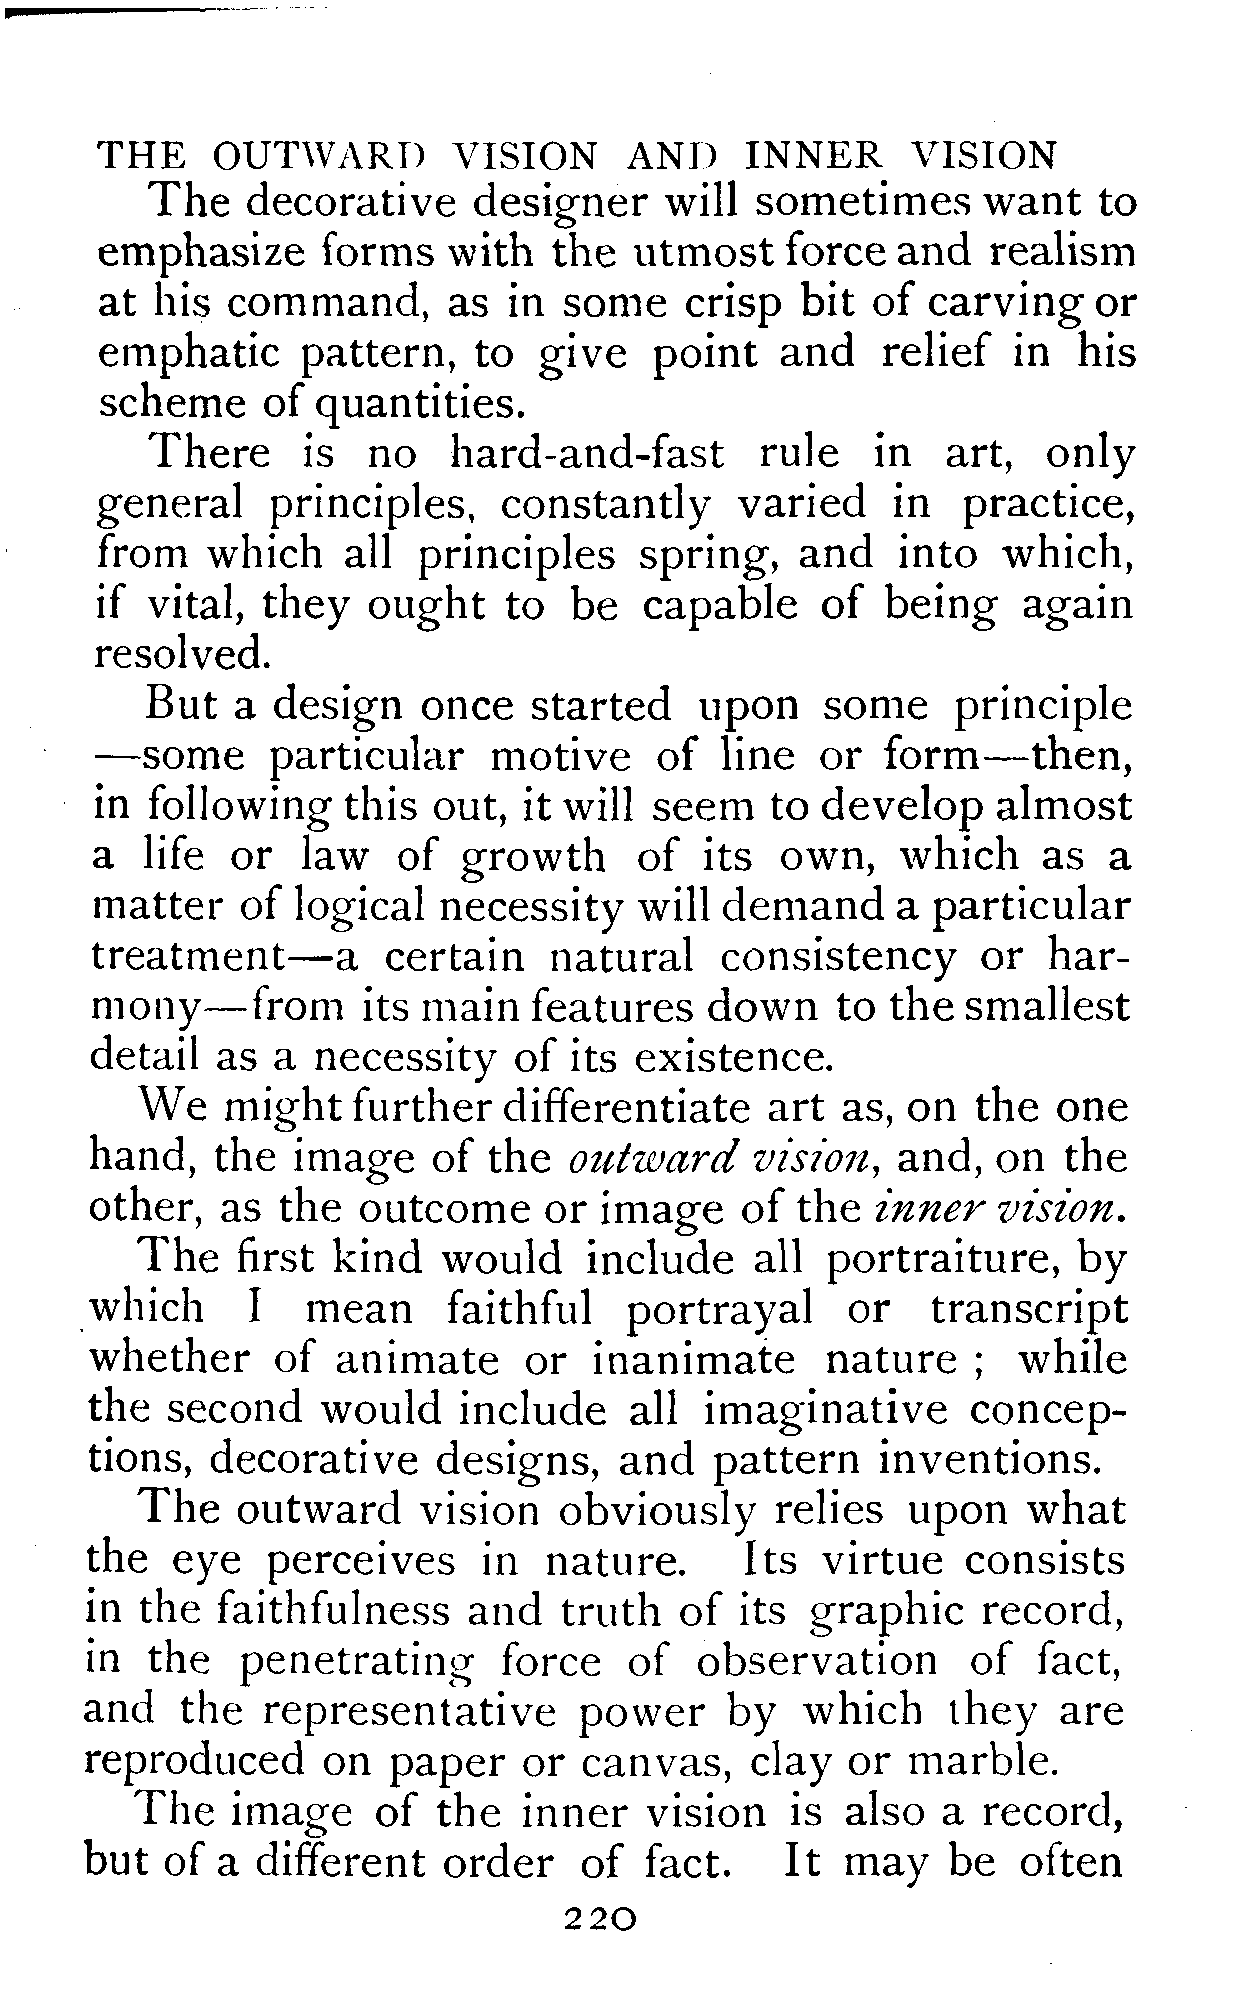 THE OUTWARD VISION AND INNER VISION
The decorative designer will sometimes want to
emphasize forms with the utmost force and realism
at his command, as in some crisp bit of carving or
emphatic pattern, to give point and relief in his
scheme of quantities.
There is no hard-and-fast rule in art, only
general principles, constantly varied in practice,
from which all principles spring, and into which,
if vital, they ought to be capable of being again
resolved.
But a design once started upon some principle
—some particular motive of line or form—then,
in following this out, it will seem to develop almost
a life or law of growth of its own, which as a
matter of logical necessity will demand a particular
treatment—a certain natural consistency or har-
mony—from its main features down to the smallest
detail as a necessity of its existence.
We might further differentiate art as, on the one
hand, the image of the outward vision, and, on the
other, as the outcome or image of the inner vision.
The first kind would include all portraiture, by
which I mean faithful portrayal or transcript
whether of animate or inanimate nature ; while
the second would include all imaginative concep-
tions, decorative designs, and pattern inventions.
The outward vision obviously relies upon what
the eye perceives in nature. Its virtue consists
in the faithfulness and truth of its graphic record,
in the penetrating force of observation of fact,
and the representative power by which they are
reproduced on paper or canvas, clay or marble.
The image of the inner vision is also a record,
but of a different order of fact. It may be often
220